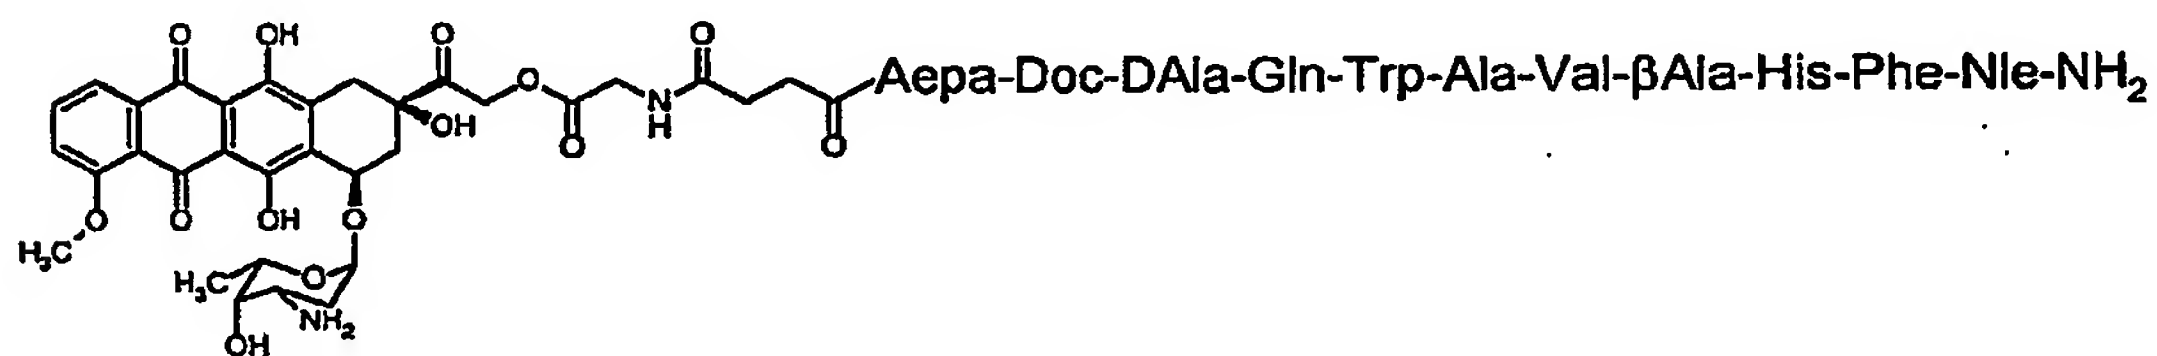 O OH O O Aepa-Doc-DAla-Gln-Trp-Ala-Val-βAla-His-Phe-Nle-NH2
O N
H
OH O O
O O OH O
H3C
H3C O
NH2
OH